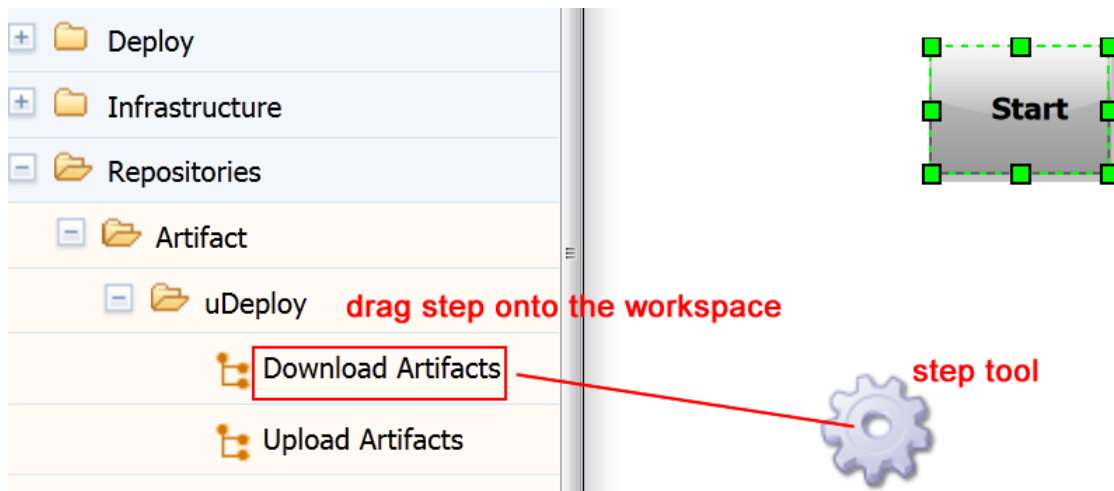 Deploy
Infrastructure
Start
Repositories
Artifact
uDeploy
drag step onto the workspace
Download Artifacts
step tool
Upload Artifacts